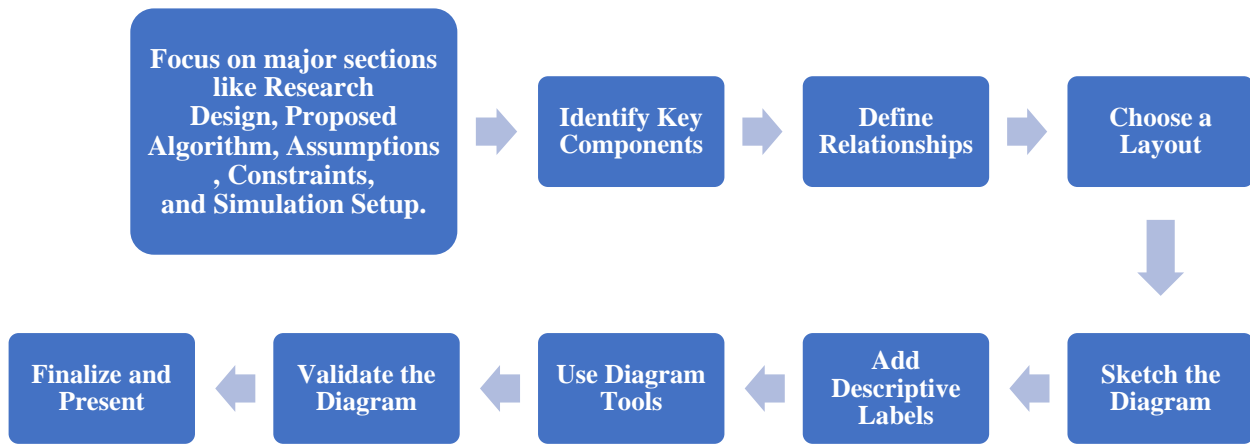 Focus on major sections
like Research
Design, Proposed
Algorithm, Assumptions
, Constraints,
and Simulation Setup.
Identify Key
Components
Define
Relationships
Choose a
Layout
Sketch the
Diagram
Add
Descriptive
Labels
Use Diagram
Tools
Validate the
Diagram
Finalize and
Present